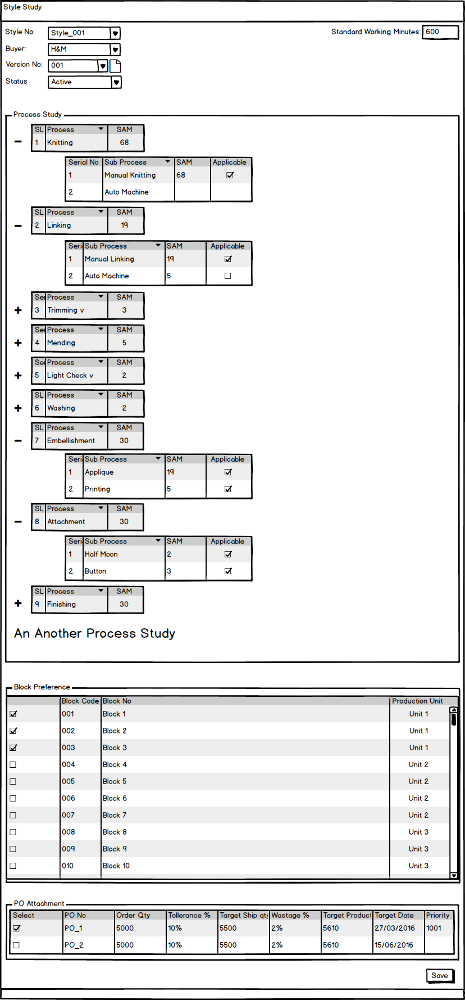 Style Study
Style No: Style_001 Standard Working Minutes: 600
Buyer: H&M
Version No: 001
Status Active
Process Study
SL Process SAM
1 Knitting 68
Serial No Sub Process SAM Applicable
1 Manual Knitting 68
2 Auto Machine
SL Process SAM
2 Linking 19
Seri Sub Process SAM Applicable
1 Manual Linking 19
2 Auto Machine 5
Se Process SAM
3 Trimming v 3
Se Process SAM
4 Mending 5
Se Process SAM
5 Light Check v 2
SL Process SAM
6 Washing 2
SL Process SAM
7 Embellishment 30
Seri Sub Process SAM Applicable
1 Applique 19
2 Printing 5
SL Process SAM
8 Attachment 30
Seri Sub Process SAM Applicable
1 Half Moon 2
2 Button 3
SL Process SAM
9 Finishing 30
An Another Process Study
Block Preference
Block Code Block No Production Unit
001 Block 1 Unit 1
002 Block 2 Unit 1
003 Block 3 Unit 1
004 Block 4 Unit 2
005 Block 5 Unit 2
006 Block 6 Unit 2
007 Block 7 Unit 2
008 Block 8 Unit 3
009 Block 9 Unit 3
010 Block 10 Unit 3
PO Attachment
Select PO No Order Qty Tollerance % Target Ship qty Wastage % Target Product Target Date Priority
PO_1 5000 10% 5500 2% 5610 27/03/2016 1001
PO_2 5000 10% 5500 2% 5610 15/06/2016
Save